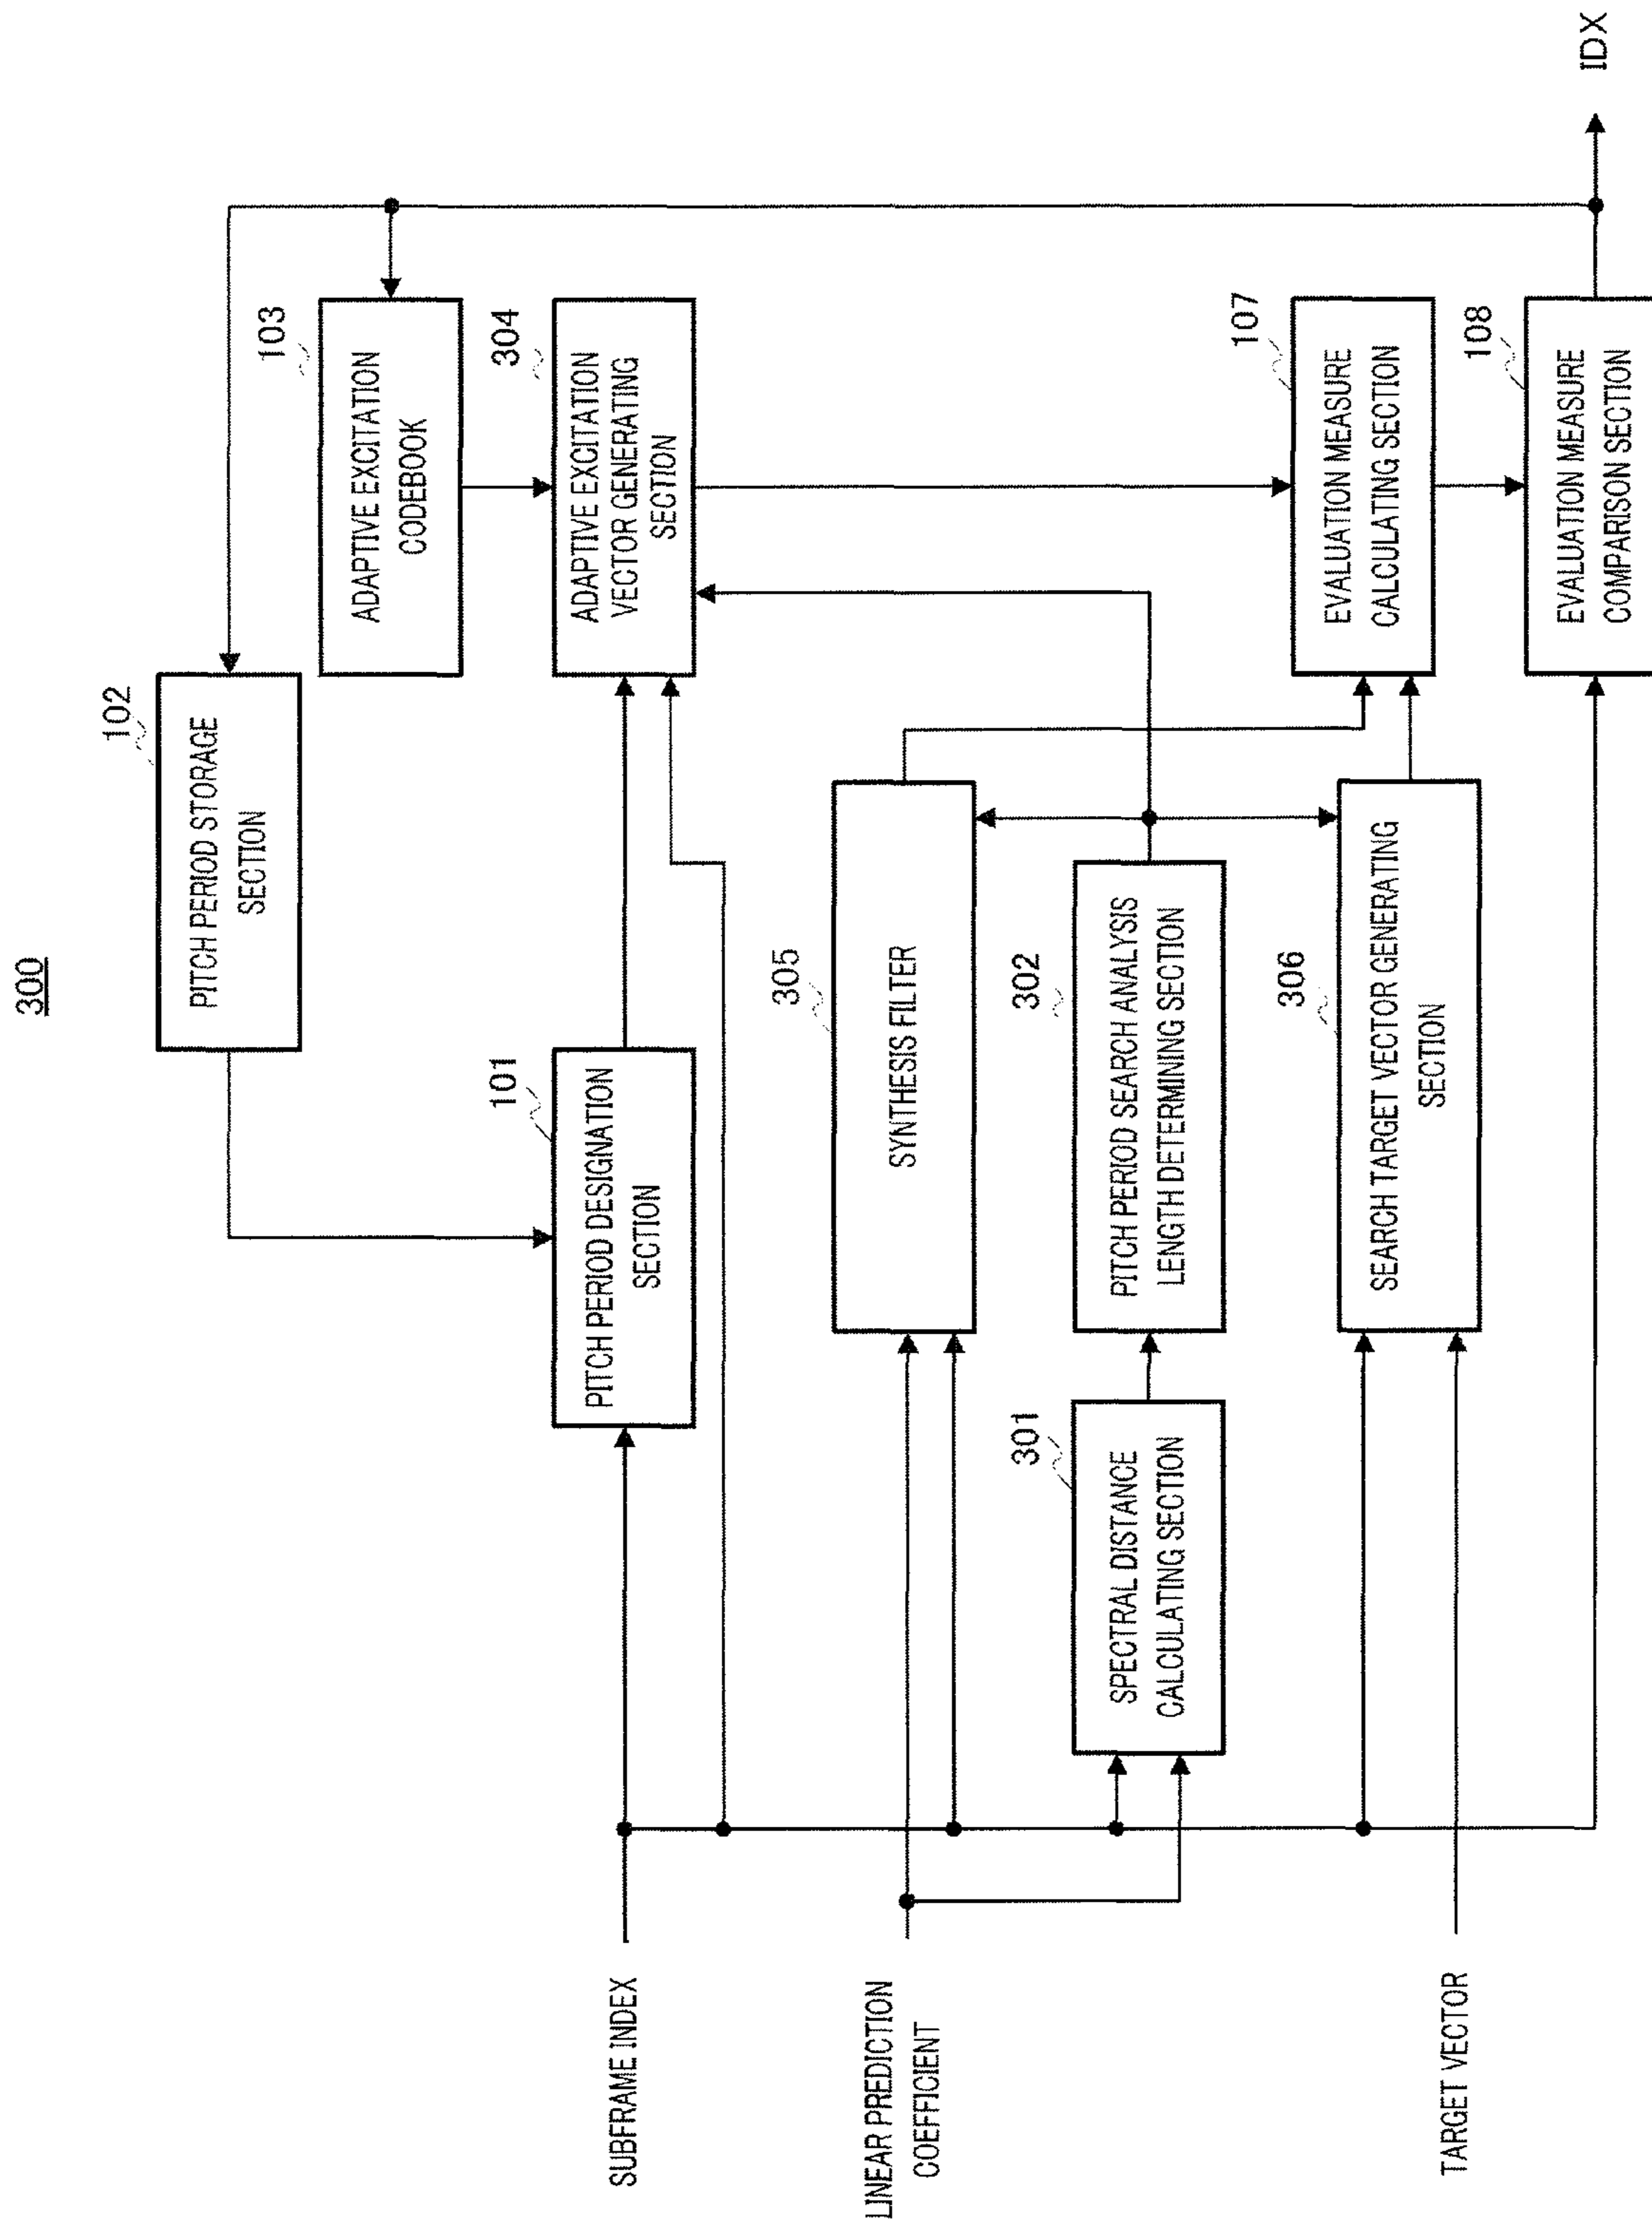 300
102
PITCH PERIOD STORAGE
SECTION
103
ADAPTIVE EXCITATION
CODEBOOK
101
PITCH PERIOD DESIGNATION
SECTION
304
ADAPTIVE EXCITATION
VECTOR GENERATING
SECTION
SUBFRAME INDEX
305
SYNTHESIS FILTER
LINEAR PREDICTION
COEFFICIENT
301
SPECTRAL DISTANCE
CALCULATING SECTION
302
PITCH PERIOD SEARCH ANALYSIS
LENGTH DETERMINING SECTION
306
SEARCH TARGET VECTOR GENERATING
SECTION
107
EVALUATION MEASURE
CALCULATING SECTION
TARGET VECTOR
108
EVALUATION MEASURE
COMPARISON SECTION
IDX